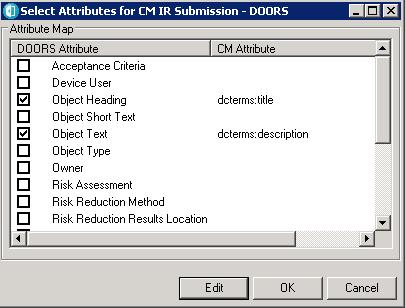 Select Attributes for CM IR Submission - DOORS
Attribute Map
DOORS Attribute CM Attribute
Acceptance Criteria
Device User
Object Heading dcterms:title
Object Short Text
Object Text dcterms:description
Object Type
Owner
Risk Assessment
Risk Reduction Method
Risk Reduction Results Location
Edit OK Cancel